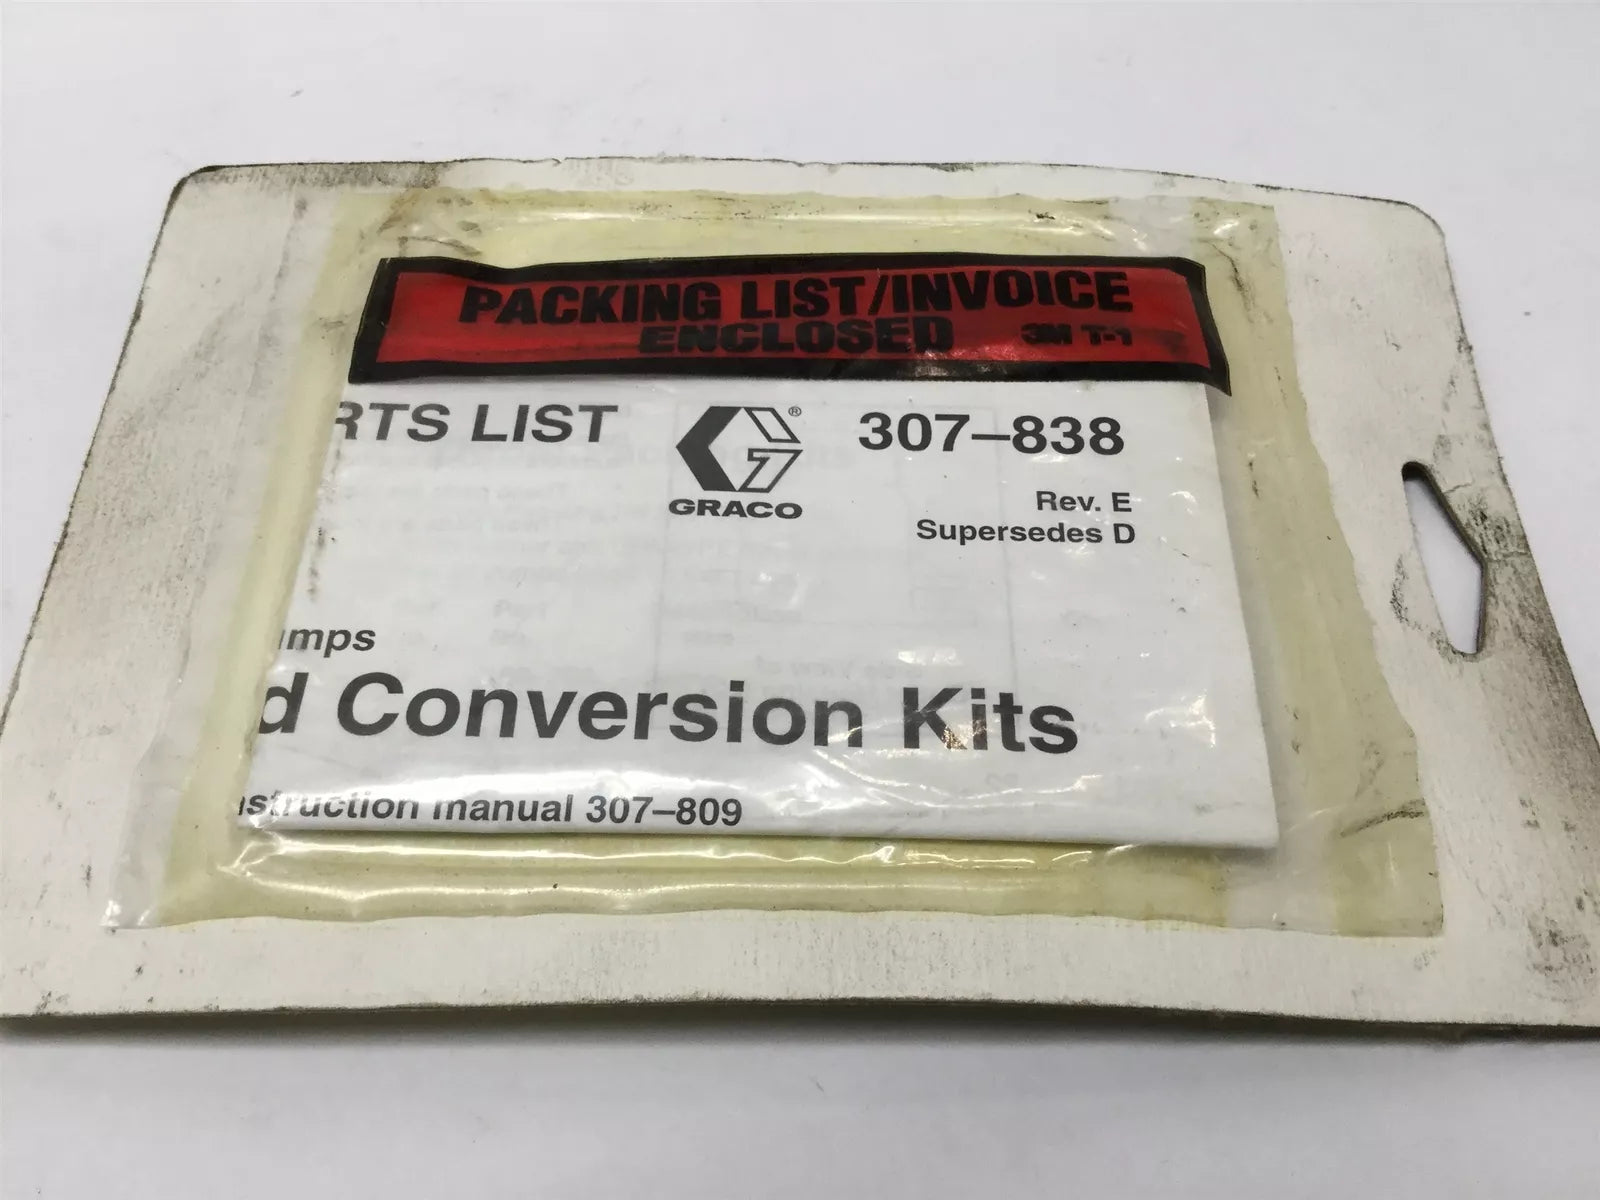 PACKING LIST/INVOICE
ENCLOSED 3M T-1
RTS LIST
GRACO
®
307–838
Rev. E
Supersedes D
umps
d Conversion Kits
struction manual 307–809